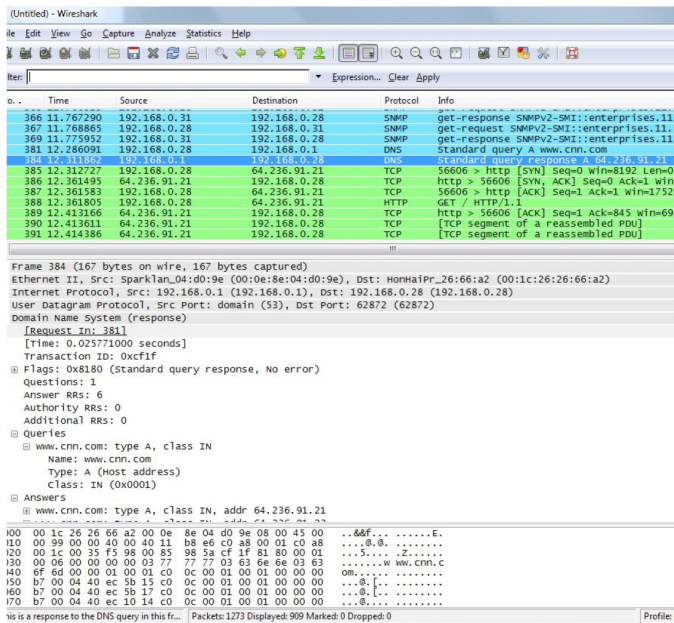 (Untitled) - Wireshark
ile Edit View Go Capture Analyze Statistics Help
lter: Expression... Clear Apply
o. . Time Source Destination Protocol Info
366 11.767290 192.168.0.31 192.168.0.28 SNMP get-response SNMPv2-SMI::enterprises.11
367 11.768865 192.168.0.28 192.168.0.31 SNMP get-request SNMPv2-SMI::enterprises.11.
369 11.775952 192.168.0.31 192.168.0.28 SNMP get-response SNMPv2-SMI::enterprises.11
381 12.286091 192.168.0.28 192.168.0.1 DNS Standard query A www.cnn.com
384 12.311862 192.168.0.1 192.168.0.28 DNS Standard query response A 64.236.91.21
385 12.312727 192.168.0.28 64.236.91.21 TCP 56606 > http [SYN] Seq=0 Win=8192 Len=0
386 12.361495 64.236.91.21 192.168.0.28 TCP http > 56606 [SYN, ACK] Seq=0 Ack=1 Win
387 12.361583 192.168.0.28 64.236.91.21 TCP 56606 > http [ACK] Seq=1 Ack=1 Win=1752
388 12.361805 192.168.0.28 64.236.91.21 HTTP GET / HTTP/1.1
389 12.413166 64.236.91.21 192.168.0.28 TCP http > 56606 [ACK] Seq=1 Ack=845 Win=69
390 12.413611 64.236.91.21 192.168.0.28 TCP [TCP segment of a reassembled PDU]
391 12.414386 64.236.91.21 192.168.0.28 TCP [TCP segment of a reassembled PDU]
Frame 384 (167 bytes on wire, 167 bytes captured)
Ethernet II, Src: Sparklan_04:d0:9e (00:0e:8e:04:d0:9e), Dst: HonHaiPr_26:66:a2 (00:1c:26:26:66:a2)
Internet Protocol, Src: 192.168.0.1 (192.168.0.1), Dst: 192.168.0.28 (192.168.0.28)
User Datagram Protocol, Src Port: domain (53), Dst Port: 62872 (62872)
Domain Name System (response)
[Request In: 381]
[Time: 0.025771000 seconds]
Transaction ID: 0xcf1f
Flags: 0x8180 (Standard query response, No error)
Questions: 1
Answer RRs: 6
Authority RRs: 0
Additional RRs: 0
Queries
www.cnn.com: type A, class IN
Name: www.cnn.com
Type: A (Host address)
Class: IN (0x0001)
Answers
www.cnn.com: type A, class IN, addr 64.236.91.21
000 00 1c 26 26 66 a2 00 0e 8e 04 d0 9e 08 00 45 00 ..&&f... ......E.
010 00 99 00 00 40 00 40 11 b8 e6 c0 a8 00 01 c0 a8 ....@.@. ........
020 00 1c 00 35 f5 98 00 85 98 5a cf 1f 81 80 00 01 ...5.... .Z......
030 00 06 00 00 00 00 03 77 77 77 03 63 6e 6e 03 63 .......w ww.cnn.c
040 6f 6d 00 00 01 00 01 c0 0c 00 01 00 01 00 00 00 om...... ........
050 b7 00 04 40 ec 5b 15 c0 0c 00 01 00 01 00 00 00 ...@.[.. ........
060 b7 00 04 40 ec 5b 17 c0 0c 00 01 00 01 00 00 00 ...@.[.. ........
070 b7 00 04 40 ec 10 14 c0 0c 00 01 00 01 00 00 00 ...@.... ........
his is a response to the DNS query in this fr... Packets: 1273 Displayed: 909 Marked: 0 Dropped: 0 Profile: